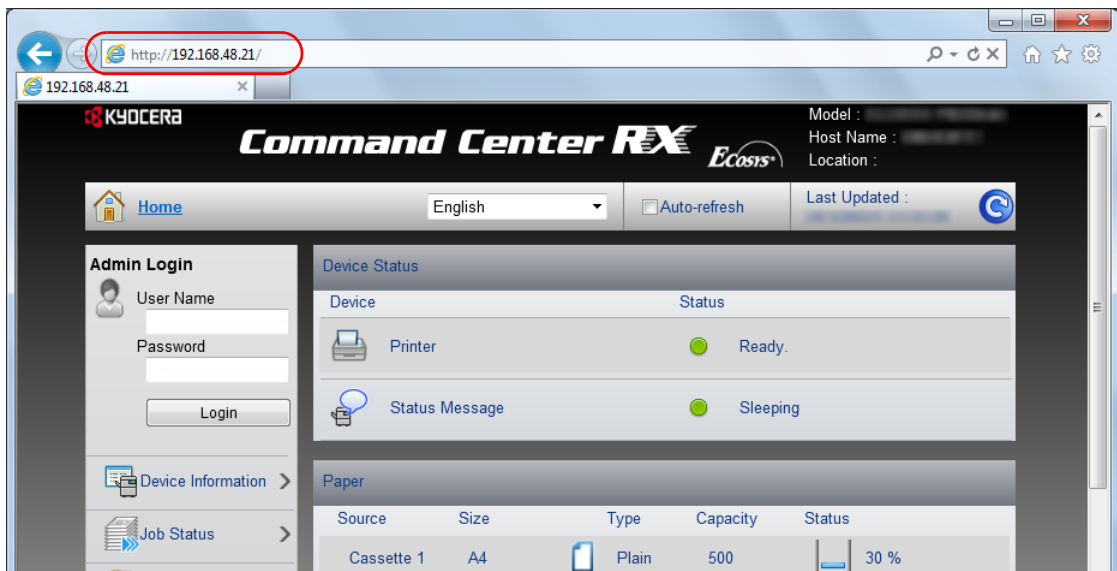 http://192.168.48.21/
192.168.48.21
KYOCERA
Command Center RX
Ecosys
Model :
Host Name :
Location :
Home
English
Auto-refresh
Last Updated :
Admin Login
User Name
Password
Login
Device Information
Job Status
Device Status
Device Status
Printer Ready.
Status Message Sleeping
Paper
Source Size Type Capacity Status
Cassette 1 A4 Plain 500 30 %